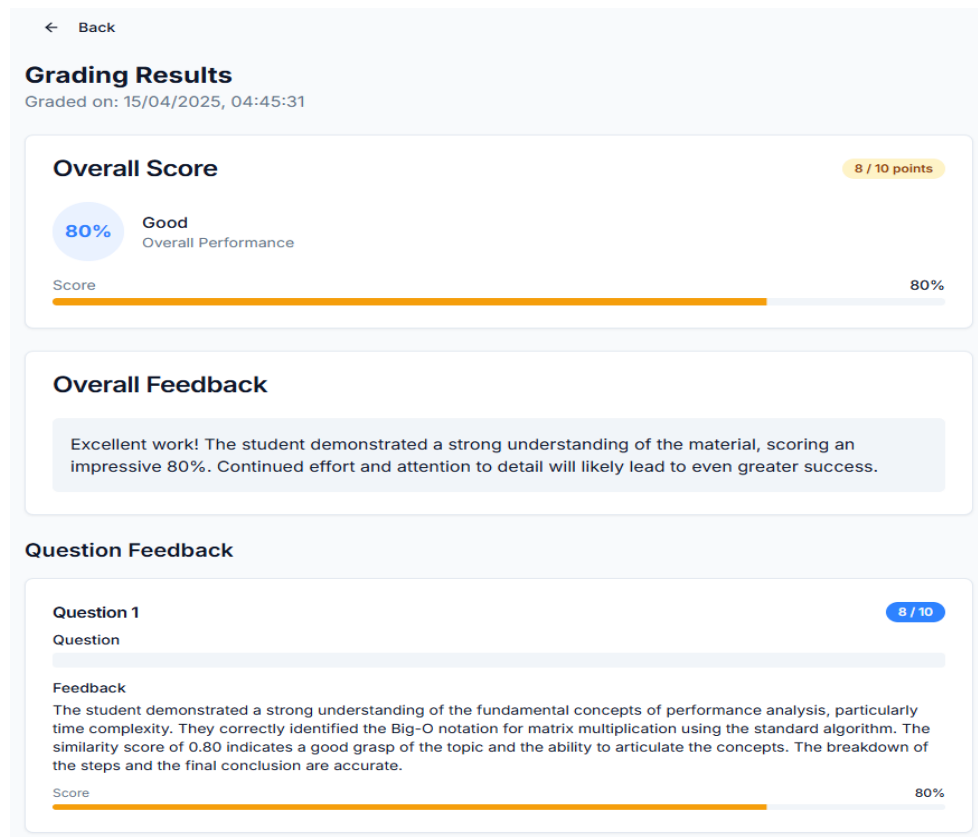 ← Back
Grading Results
Graded on: 15/04/2025, 04:45:31
Overall Score
8 / 10 points
80%
Good
Overall Performance
Score
80%
Overall Feedback
Excellent work! The student demonstrated a strong understanding of the material, scoring an
impressive 80%. Continued effort and attention to detail will likely lead to even greater success.
Question Feedback
Question 1
8 / 10
Question
Feedback
The student demonstrated a strong understanding of the fundamental concepts of performance analysis, particularly
time complexity. They correctly identified the Big-O notation for matrix multiplication using the standard algorithm. The
similarity score of 0.80 indicates a good grasp of the topic and the ability to articulate the concepts. The breakdown of
the steps and the final conclusion are accurate.
Score
80%